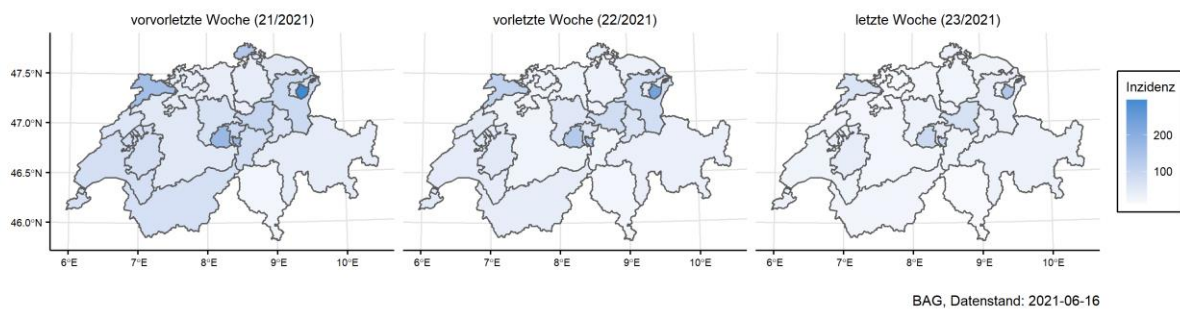 vorvorletzte Woche (21/2021)
vorletzte Woche (22/2021)
letzte Woche (23/2021)
47.5°N
47.0°N
46.5°N
46.0°N
6°E 7°E 8°E 9°E 10°E
6°E 7°E 8°E 9°E 10°E
6°E 7°E 8°E 9°E 10°E
Inzidenz
200
100
BAG, Datenstand: 2021-06-16